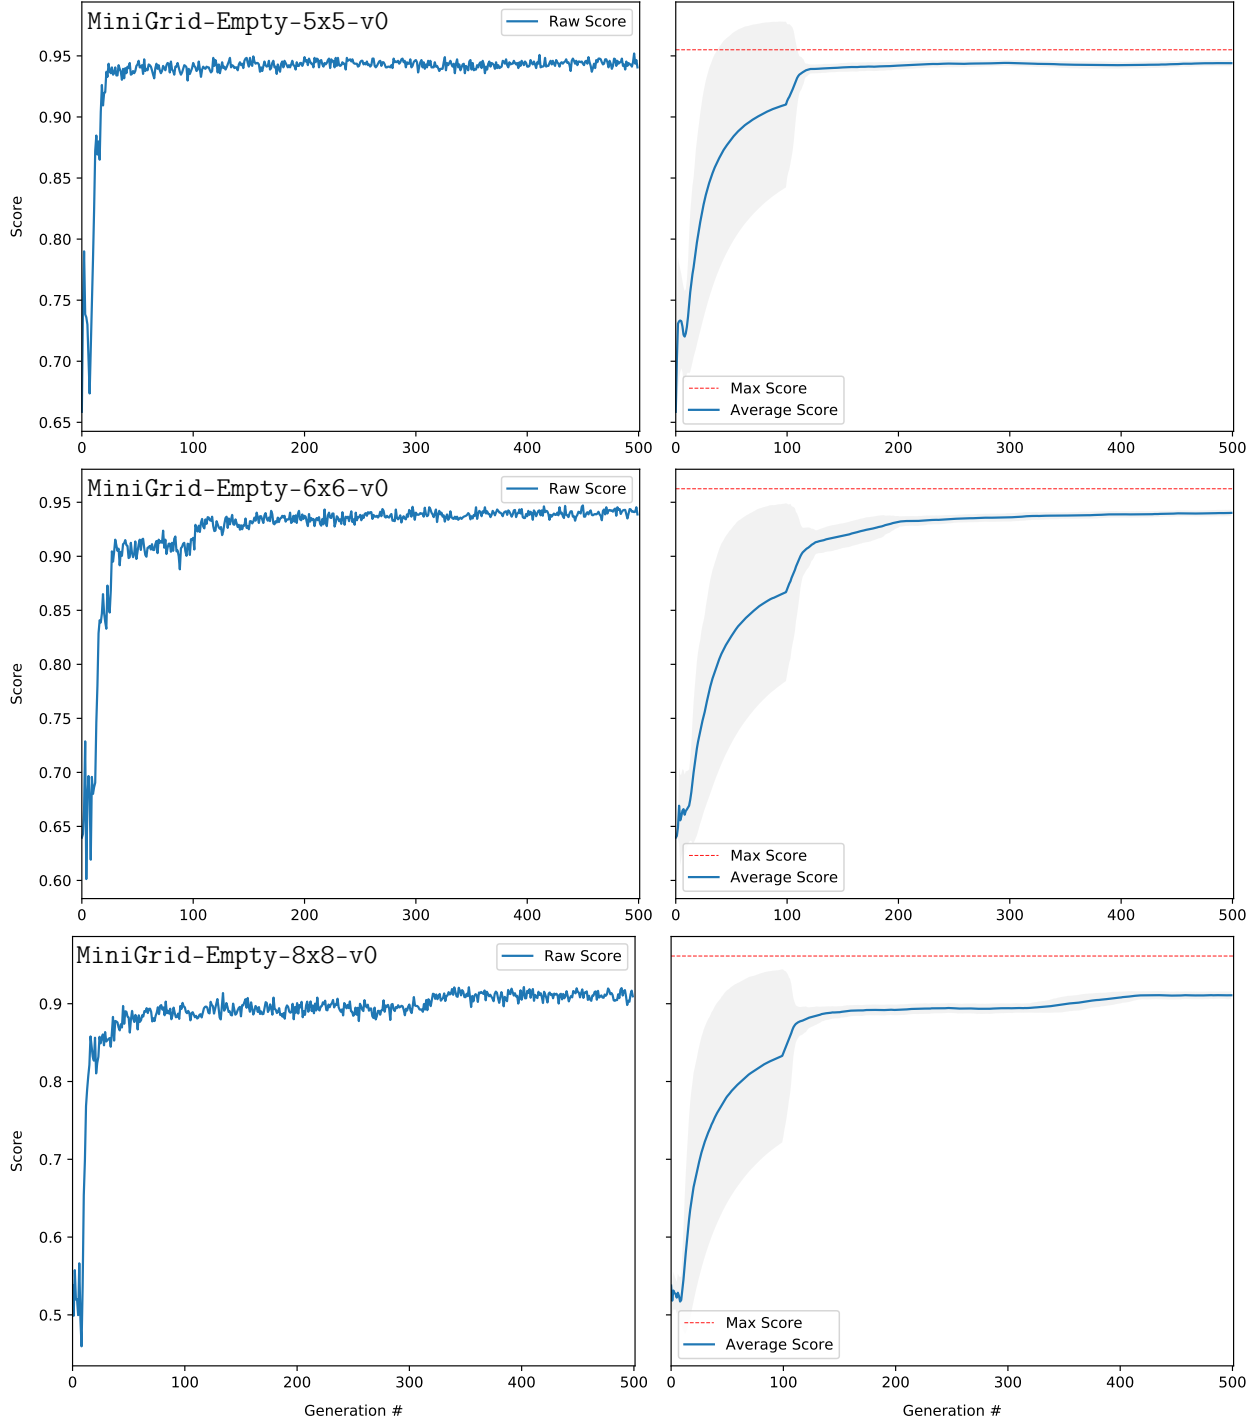 MiniGrid-Empty-5x5-v0
Raw Score
0.95
0.90
0.85
0.80
0.75
0.70
0.65
Score
0 100 200 300 400 500
Max Score
Average Score
0 100 200 300 400 500
MiniGrid-Empty-6x6-v0
Raw Score
0.95
0.90
0.85
0.80
0.75
0.70
0.65
0.60
Score
0 100 200 300 400 500
Max Score
Average Score
0 100 200 300 400 500
MiniGrid-Empty-8x8-v0
Raw Score
0.9
0.8
0.7
0.6
0.5
Score
0 100 200 300 400 500
Generation #
Max Score
Average Score
0 100 200 300 400 500
Generation #